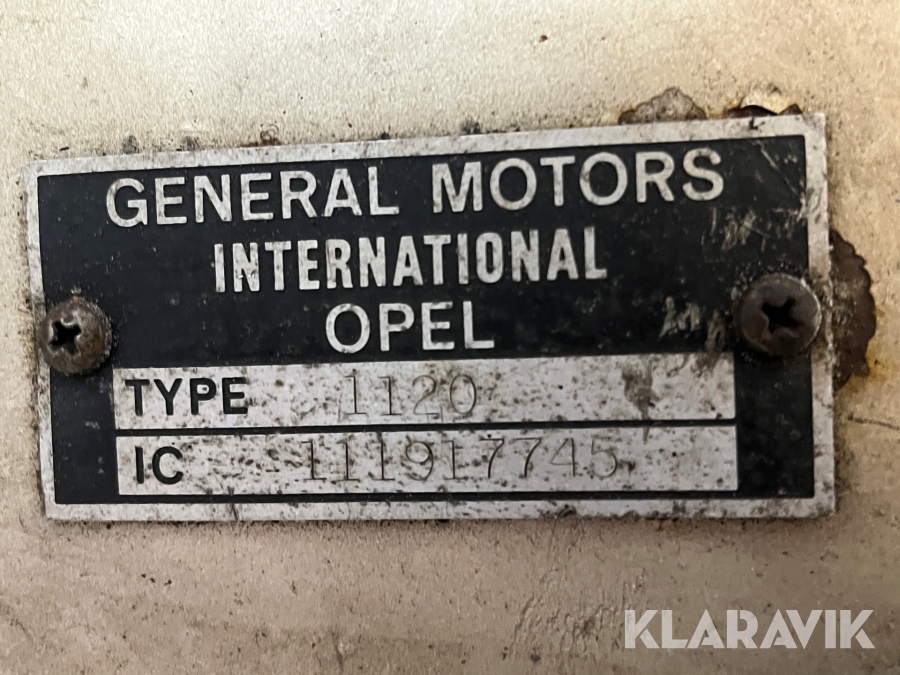 GENERAL MOTORS
INTERNATIONAL
OPEL
TYPE 1120
IC 111917745
KLARAVIK